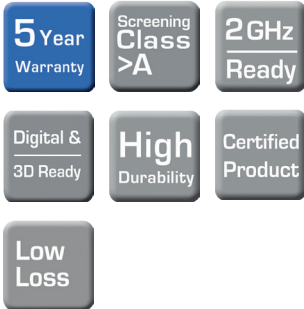 5 Year
Warranty
Screening
Class
>A
2 GHz
Ready
Digital &
3D Ready
High
Durability
Certified
Product
Low
Loss